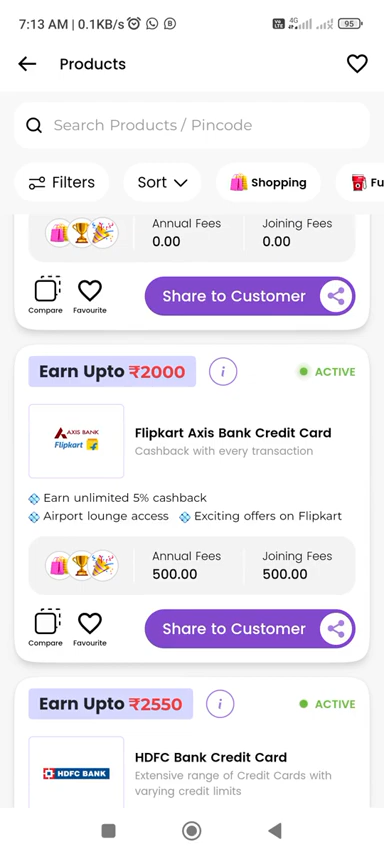 7:13 AM | 0.1KB/s
4G
95
Products
Search Products / Pincode
Filters
Sort
Shopping
Fu
Annual Fees
Joining Fees
0.00
0.00
Compare
Favourite
Share to Customer
Earn Upto ₹2000
i
ACTIVE
AXIS BANK
Flipkart
Flipkart Axis Bank Credit Card
Cashback with every transaction
Earn unlimited 5% cashback
Airport lounge access
Exciting offers on Flipkart
Annual Fees
Joining Fees
500.00
500.00
Compare
Favourite
Share to Customer
Earn Upto ₹2550
i
ACTIVE
HDFC BANK
HDFC Bank Credit Card
Extensive range of Credit Cards with
varying credit limits